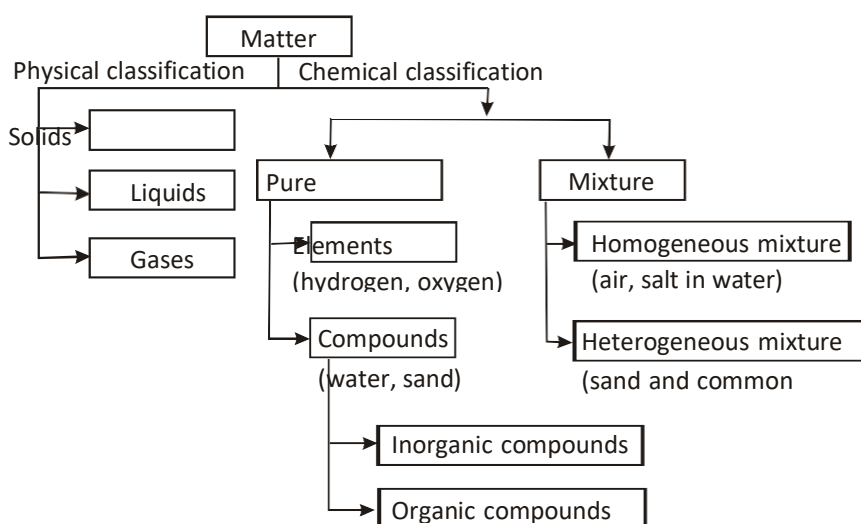 Matter
Physical classification
Chemical classification
Solids
Liquids
Gases
Pure
Elements
(hydrogen, oxygen)
Compounds
(water, sand)
Inorganic compounds
Organic compounds
Mixture
Homogeneous mixture
(air, salt in water)
Heterogeneous mixture
(sand and common